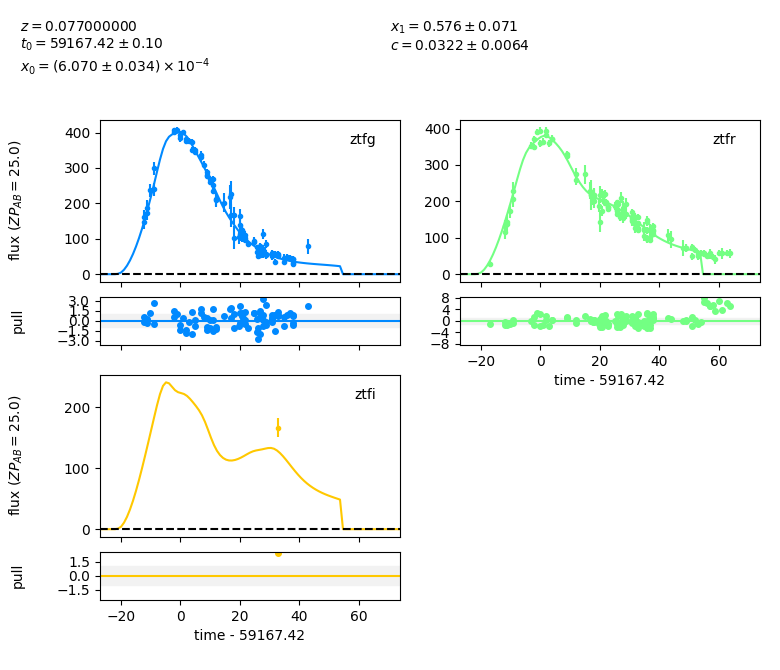 z = 0.077000000
t₀ = 59167.42 ± 0.10
x₀ = (6.070 ± 0.034) × 10⁻⁴
x₁ = 0.576 ± 0.071
c = 0.0322 ± 0.0064
flux (ZP_AB = 25.0)
400
300
200
100
0
ztfg
400
300
200
100
0
ztfr
pull
3.0
1.5
0.0
−1.5
−3.0
8
4
0
−4
−8
−20 0 20 40 60
time - 59167.42
flux (ZP_AB = 25.0)
200
100
0
ztfi
pull
1.5
0.0
−1.5
−20 0 20 40 60
time - 59167.42